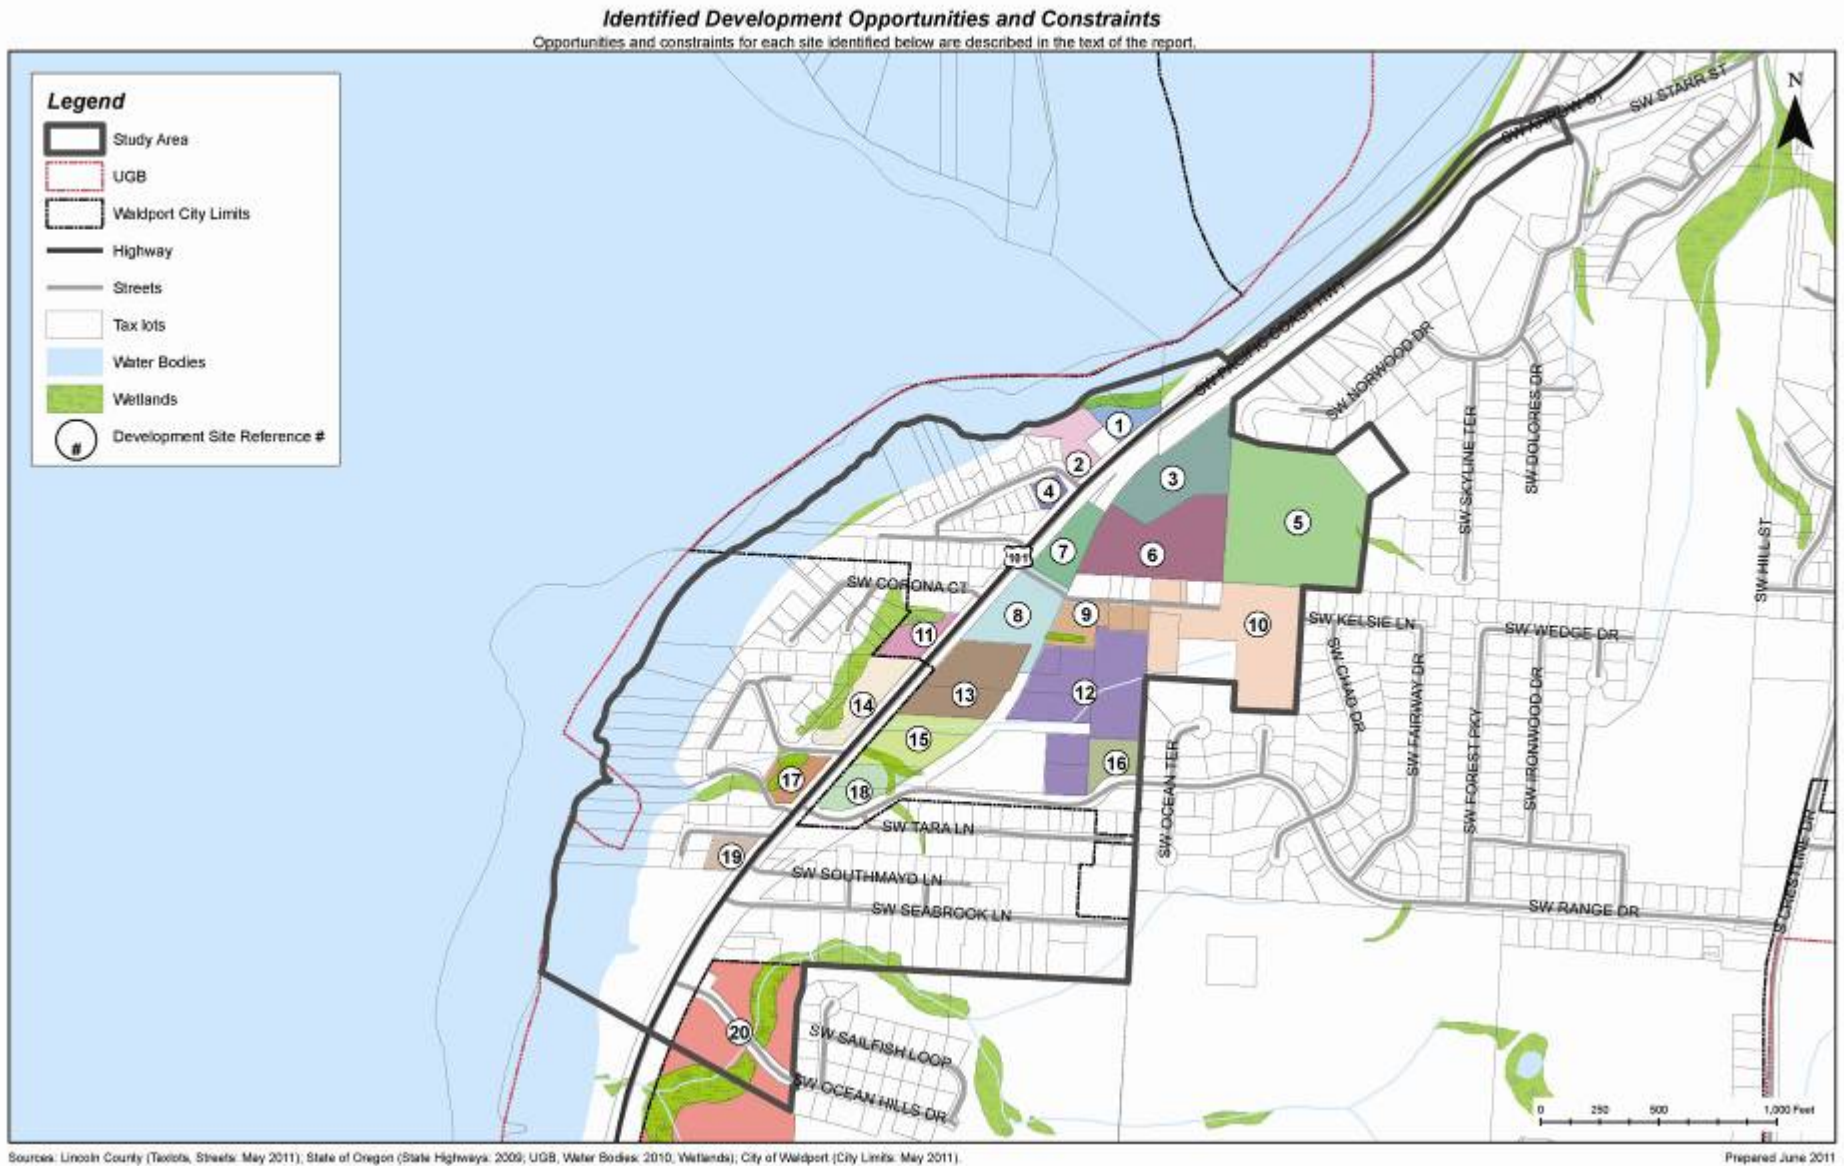 Identified Development Opportunities and Constraints
Opportunities and constraints for each site identified below are described in the text of the report.
Legend
Study Area
UGB
Waldport City Limits
Highway
Streets
Tax lots
Water Bodies
Wetlands
# Development Site Reference #
N
SW ARROW ST
SW STARR ST
SW PACIFIC COAST HWY
SW NORWOOD DR
SW DOLORES DR
SW SKYLINE TER
SW HILL ST
1
2
3
4
5
6
7
101
SW CORONA CT
8
9
10
11
SW KELSIE LN
SW WEDGE DR
SW CHAD DR
SW FAIRWAY DR
SW FOREST PKY
SW IRONWOOD DR
12
13
14
15
16
17
18
SW OCEAN TER
SW TARA LN
19
SW SOUTHMAYD LN
SW SEABROOK LN
SW RANGE DR
S CRESTLINE DR
20
SW SAILFISH LOOP
SW OCEAN HILLS DR
0 250 500 1,000 Feet
Sources: Lincoln County (Taxlots, Streets: May 2011); State of Oregon (State Highways: 2009; UGB, Water Bodies: 2010, Wetlands); City of Waldport (City Limits: May 2011).
Prepared June 2011